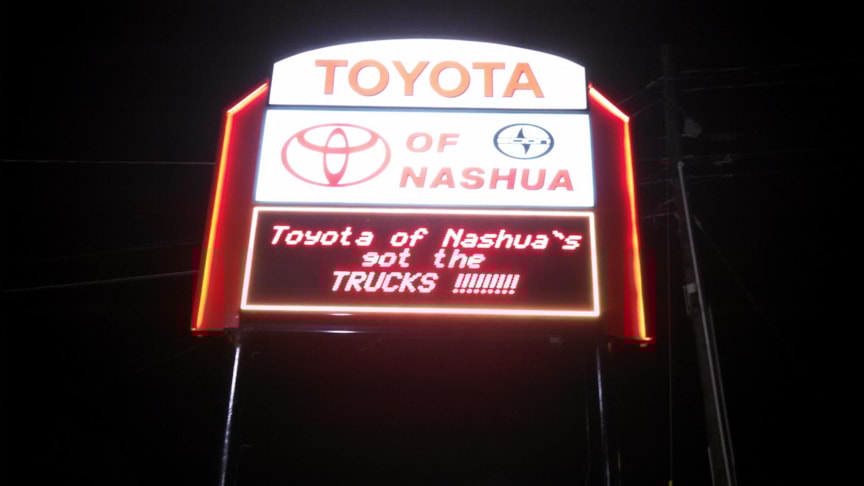 TOYOTA
OF
NASHUA
Toyota of Nashua`s
got the
TRUCKS !!!!!!!!!